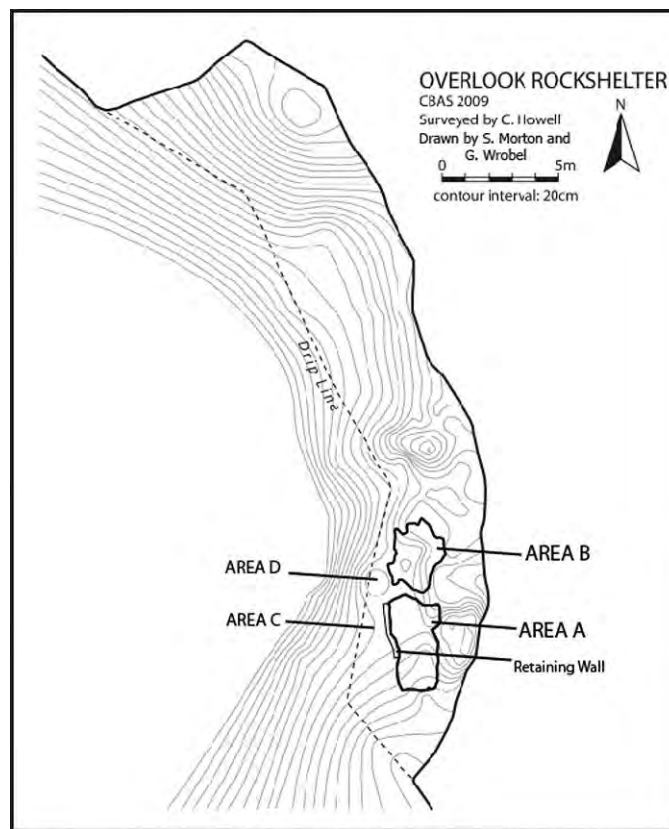 OVERLOOK ROCKSHELTER
CBAS 2009
Surveyed by C. Howell
Drawn by S. Morton and
G. Wrobel
N
0 5m
contour interval: 20cm
Drip Line
AREA B
AREA D
AREA C
AREA A
Retaining Wall